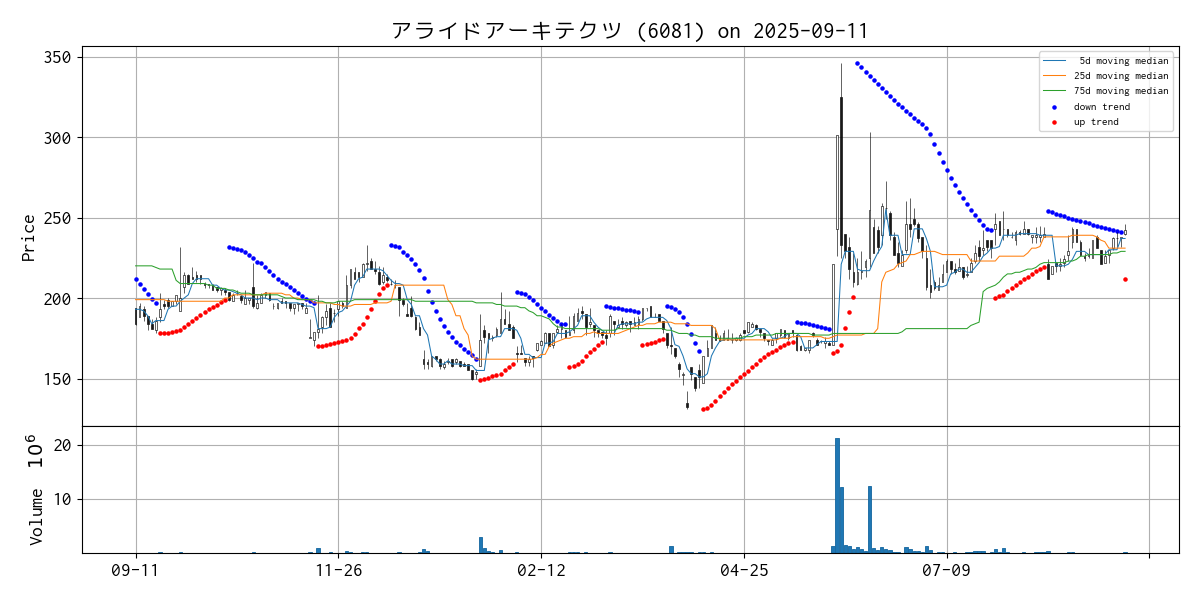 アライドアーキテクツ (6081) on 2025-09-11
350
300
250
200
150
Price
5d moving median
25d moving median
75d moving median
down trend
up trend
20
10
Volume 10^6
09-11
11-26
02-12
04-25
07-09